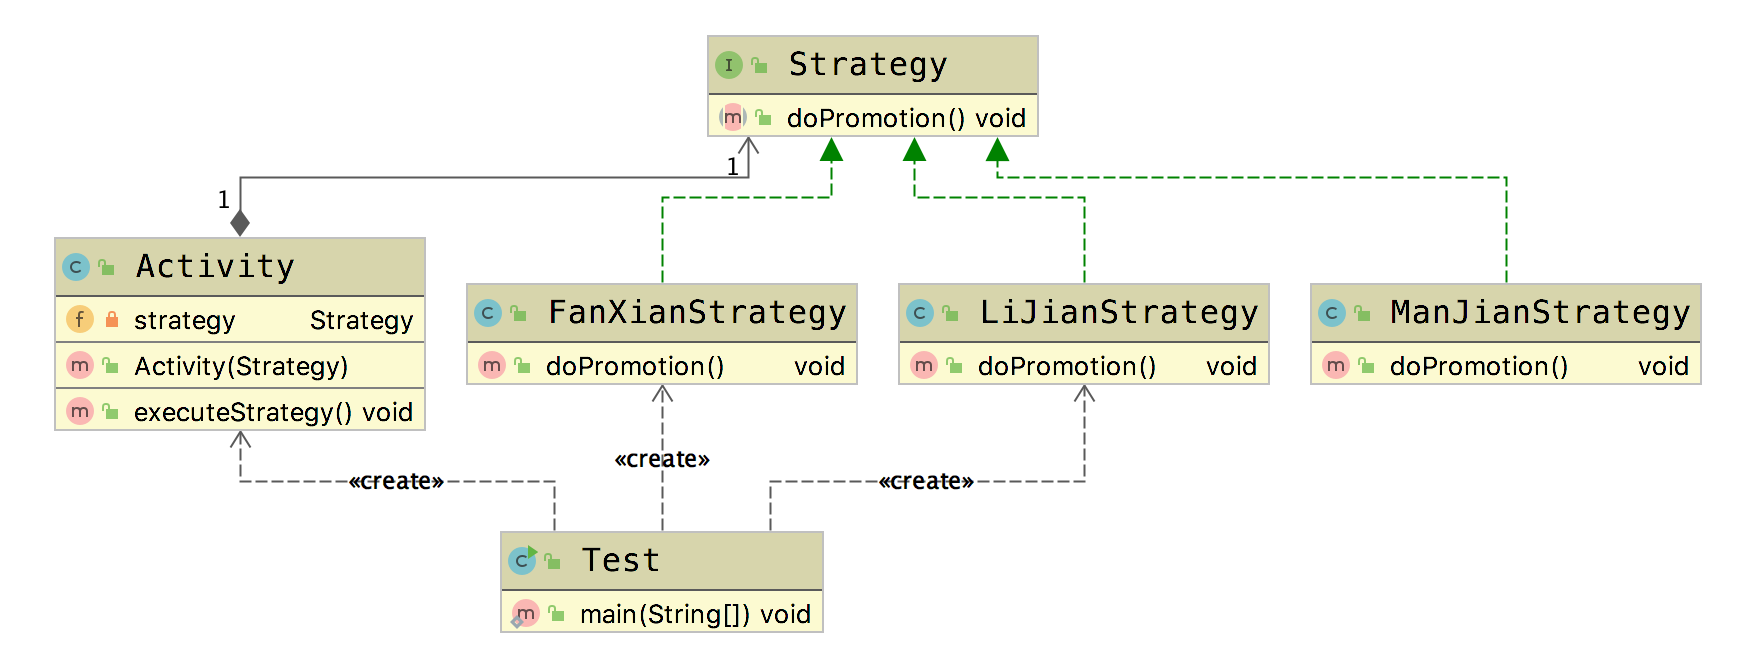 I Strategy
m doPromotion() void
1
1
C Activity
f strategy Strategy
m Activity(Strategy)
m executeStrategy() void
C FanXianStrategy
m doPromotion() void
C LiJianStrategy
m doPromotion() void
C ManJianStrategy
m doPromotion() void
«create»
«create»
«create»
C Test
m main(String[]) void